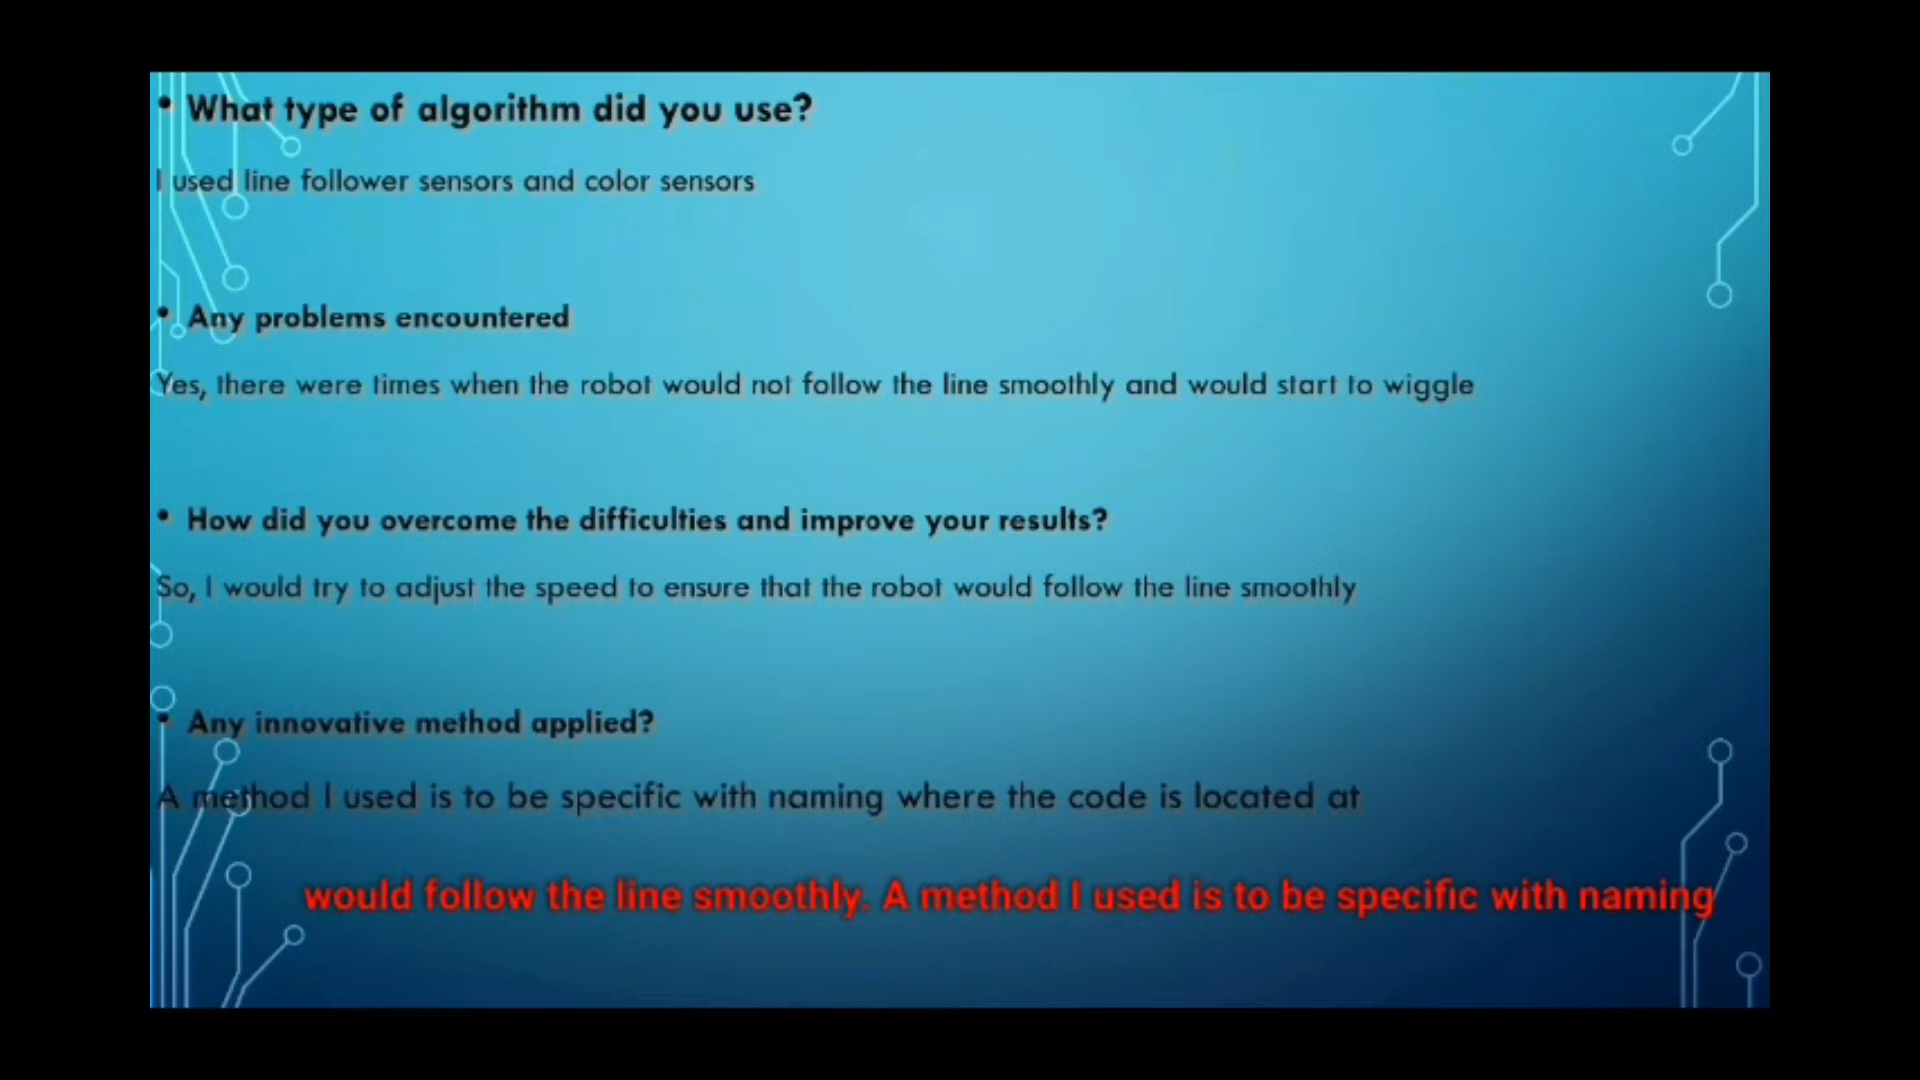 • What type of algorithm did you use?
I used line follower sensors and color sensors
• Any problems encountered
Yes, there were times when the robot would not follow the line smoothly and would start to wiggle
• How did you overcome the difficulties and improve your results?
So, I would try to adjust the speed to ensure that the robot would follow the line smoothly
• Any innovative method applied?
A method I used is to be specific with naming where the code is located at
would follow the line smoothly. A method I used is to be specific with naming